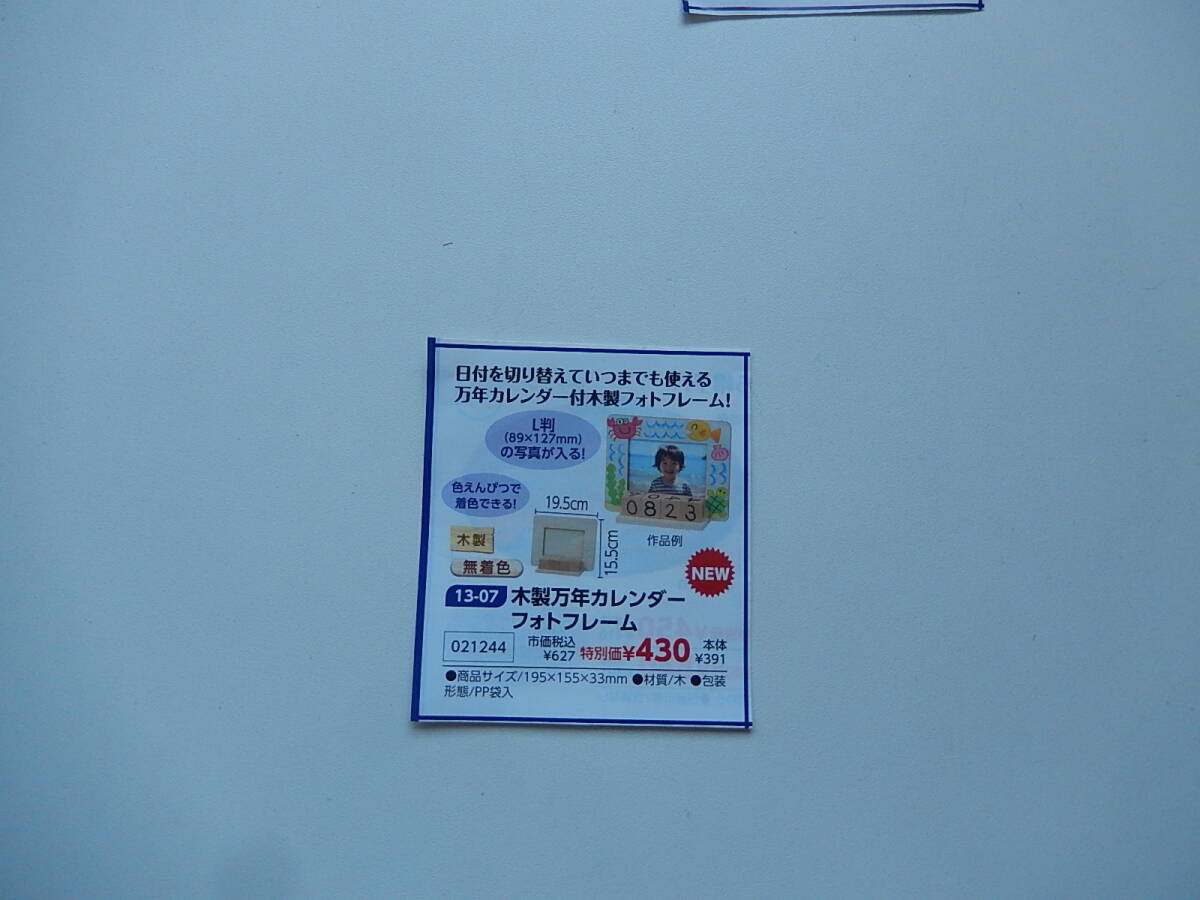 日付を切り替えていつまでも使える
万年カレンダー付木製フォトフレーム!
L判
(89×127mm)
の写真が入る!
色えんぴつで
着色できる!
19.5cm
15.5cm
0823
作品例
木製
無着色
NEW
13-07 木製万年カレンダー
フォトフレーム
021244 市価税込 ¥627 特別価¥430 本体 ¥391
●商品サイズ/195×155×33mm ●材質/木 ●包装
形態/PP袋入